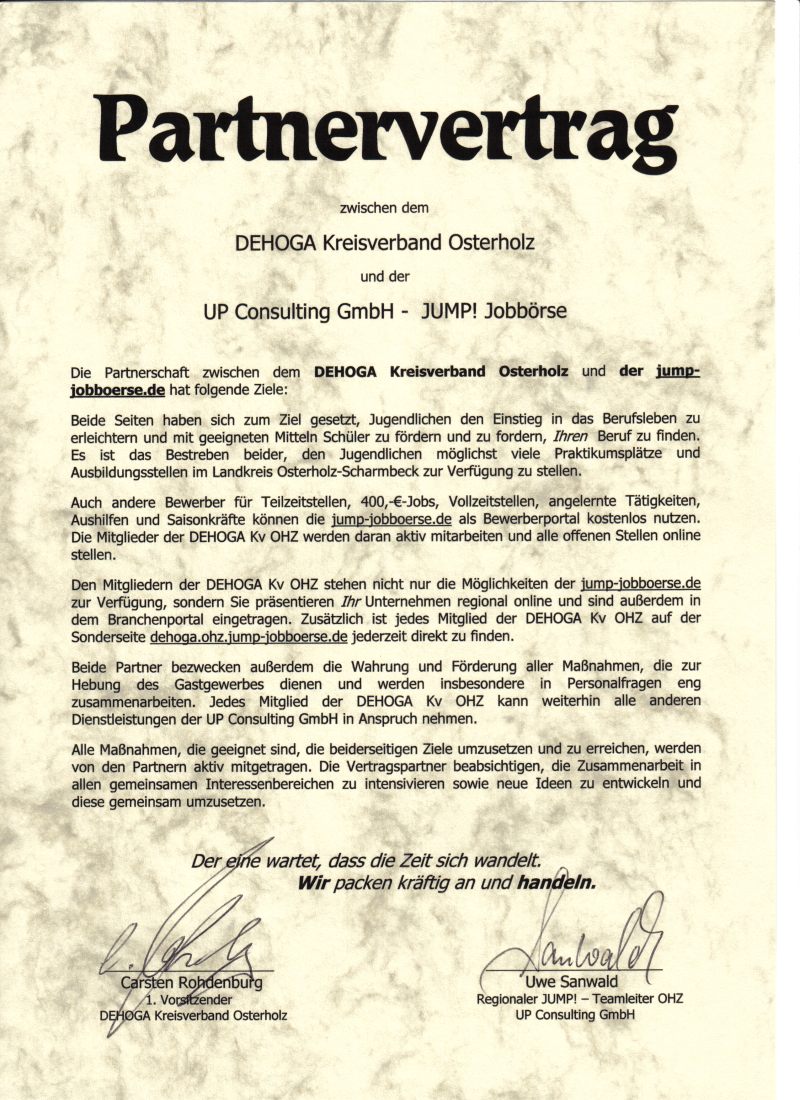 Partnervertrag
zwischen dem
DEHOGA Kreisverband Osterholz
und der
UP Consulting GmbH - JUMP! Jobbörse
Die Partnerschaft zwischen dem DEHOGA Kreisverband Osterholz und der jump-
jobboerse.de hat folgende Ziele:
Beide Seiten haben sich zum Ziel gesetzt, Jugendlichen den Einstieg in das Berufsleben zu
erleichtern und mit geeigneten Mitteln Schüler zu fördern und zu fordern, Ihren Beruf zu finden.
Es ist das Bestreben beider, den Jugendlichen möglichst viele Praktikumsplätze und
Ausbildungsstellen im Landkreis Osterholz-Scharmbeck zur Verfügung zu stellen.
Auch andere Bewerber für Teilzeitstellen, 400,-€-Jobs, Vollzeitstellen, angelernte Tätigkeiten,
Aushilfen und Saisonkräfte können die jump-jobboerse.de als Bewerberportal kostenlos nutzen.
Die Mitglieder der DEHOGA Kv OHZ werden daran aktiv mitarbeiten und alle offenen Stellen online
stellen.
Den Mitgliedern der DEHOGA Kv OHZ stehen nicht nur die Möglichkeiten der jump-jobboerse.de
zur Verfügung, sondern Sie präsentieren Ihr Unternehmen regional online und sind außerdem in
dem Branchenportal eingetragen. Zusätzlich ist jedes Mitglied der DEHOGA Kv OHZ auf der
Sonderseite dehoga.ohz.jump-jobboerse.de jederzeit direkt zu finden.
Beide Partner bezwecken außerdem die Wahrung und Förderung aller Maßnahmen, die zur
Hebung des Gastgewerbes dienen und werden insbesondere in Personalfragen eng
zusammenarbeiten. Jedes Mitglied der DEHOGA Kv OHZ kann weiterhin alle anderen
Dienstleistungen der UP Consulting GmbH in Anspruch nehmen.
Alle Maßnahmen, die geeignet sind, die beiderseitigen Ziele umzusetzen und zu erreichen, werden
von den Partnern aktiv mitgetragen. Die Vertragspartner beabsichtigen, die Zusammenarbeit in
allen gemeinsamen Interessenbereichen zu intensivieren sowie neue Ideen zu entwickeln und
diese gemeinsam umzusetzen.
Der eine wartet, dass die Zeit sich wandelt.
Wir packen kräftig an und handeln.
Sanwald
Carsten Rohdenburg
1. Vorsitzender
DEHOGA Kreisverband Osterholz
Uwe Sanwald
Regionaler JUMP! – Teamleiter OHZ
UP Consulting GmbH